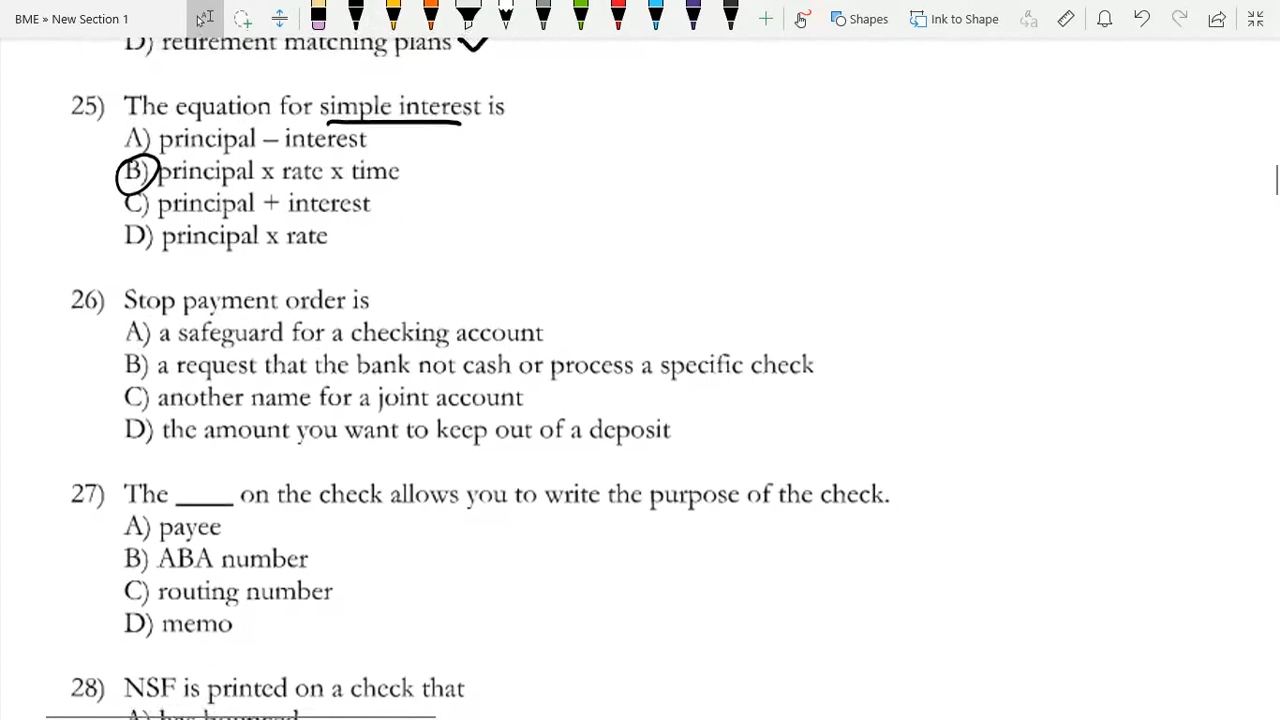 BME » New Section 1
Shapes
Ink to Shape
D) retirement matching plans
25) The equation for simple interest is
A) principal – interest
B) principal x rate x time
C) principal + interest
D) principal x rate
26) Stop payment order is
A) a safeguard for a checking account
B) a request that the bank not cash or process a specific check
C) another name for a joint account
D) the amount you want to keep out of a deposit
27) The ____ on the check allows you to write the purpose of the check.
A) payee
B) ABA number
C) routing number
D) memo
28) NSF is printed on a check that
A) has bounced